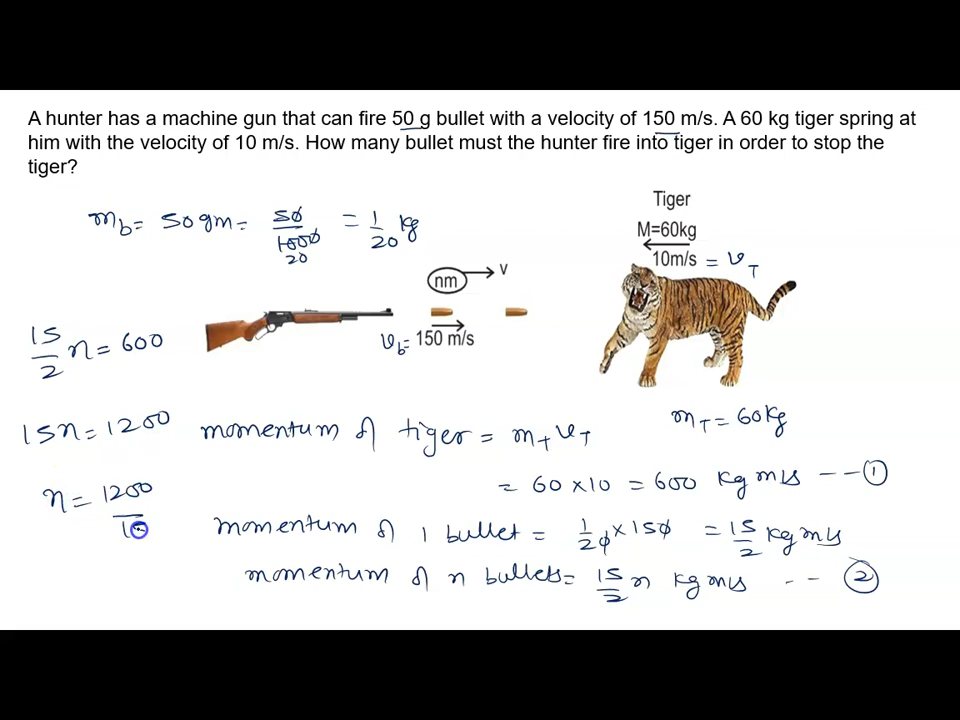 A hunter has a machine gun that can fire 50 g bullet with a velocity of 150 m/s. A 60 kg tiger spring at
him with the velocity of 10 m/s. How many bullet must the hunter fire into tiger in order to stop the
tiger?
Tiger
M=60kg
10m/s = v_T
m_b = 50 gm = 50/1000 = 1/20 kg
20
nm
v
v_b = 150 m/s
15/2 n = 600
15n = 1200
n = 1200
momentum of tiger = m_T v_T
m_T = 60 kg
= 60 × 10 = 600 kg m/s -- ①
momentum of 1 bullet = 1/20 × 150 = 15/2 kg m/s
momentum of n bullets = 15/2 n kg m/s -- ②